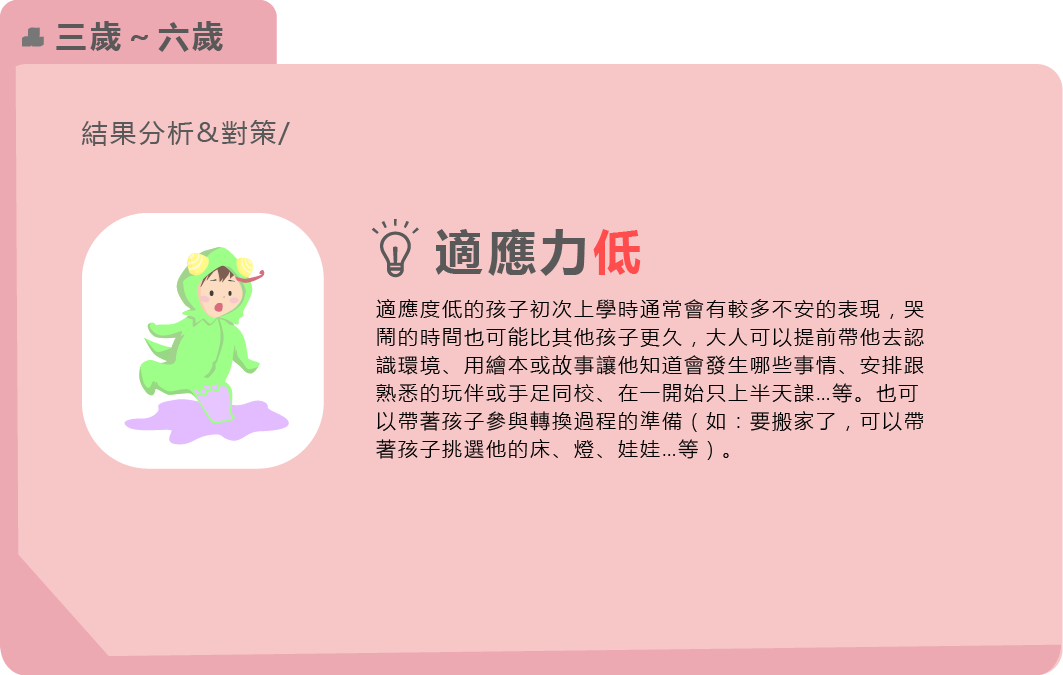 三歲～六歲
結果分析&對策/
適應力低
適應度低的孩子初次上學時通常會有較多不安的表現，哭
鬧的時間也可能比其他孩子更久，大人可以提前帶他去認
識環境、用繪本或故事讓他知道會發生哪些事情、安排跟
熟悉的玩伴或手足同校、在一開始只上半天課...等。也可
以帶著孩子參與轉換過程的準備（如：要搬家了，可以帶
著孩子挑選他的床、燈、娃娃...等）。